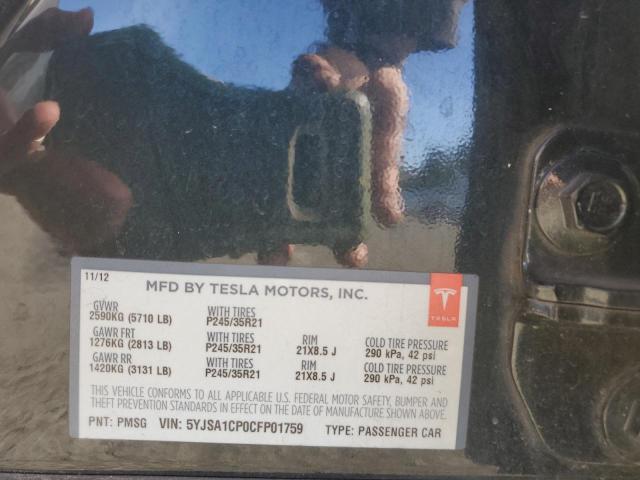 11/12
MFD BY TESLA MOTORS, INC.
GVWR WITH TIRES
2590KG (5710 LB) P245/35R21
GAWR FRT WITH TIRES RIM COLD TIRE PRESSURE
1276KG (2813 LB) P245/35R21 21X8.5 J 290 kPa, 42 psi
GAWR RR WITH TIRES RIM COLD TIRE PRESSURE
1420KG (3131 LB) P245/35R21 21X8.5 J 290 kPa, 42 psi
TESLA
THIS VEHICLE CONFORMS TO ALL APPLICABLE U.S. FEDERAL MOTOR SAFETY, BUMPER AND
THEFT PREVENTION STANDARDS IN EFFECT ON THE DATE OF MANUFACTURE SHOWN ABOVE.
PNT: PMSG VIN: 5YJSA1CP0CFP01759 TYPE: PASSENGER CAR